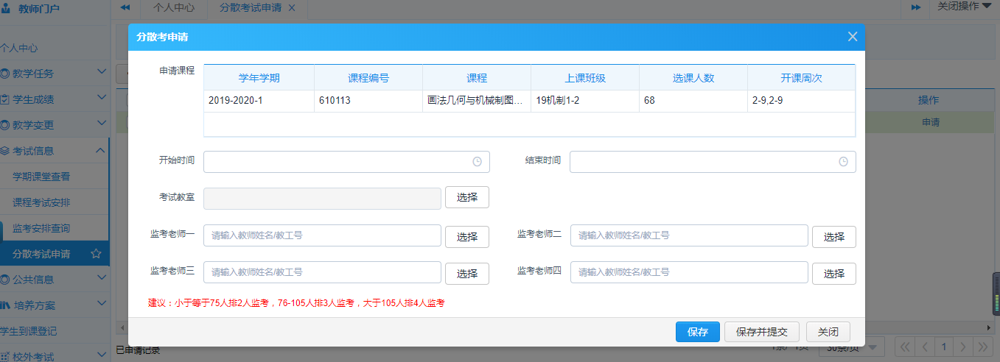 教师门户
个人中心
分散考试申请
关闭操作
分散考申请
个人中心
教学任务
学生成绩
教学变更
考试信息
学期课堂查看
课程考试安排
监考安排查询
分散考试申请
公共信息
培养方案
学生到课登记
校外考试
申请课程
学年学期 课程编号 课程 上课班级 选课人数 开课周次
2019-2020-1 610113 画法几何与机械制图... 19机制1-2 68 2-9,2-9
操作
申请
开始时间
结束时间
考试教室
选择
监考老师一 请输入教师姓名/教工号 选择
监考老师二 请输入教师姓名/教工号 选择
监考老师三 请输入教师姓名/教工号 选择
监考老师四 请输入教师姓名/教工号 选择
建议：小于等于75人排2人监考，76-105人排3人监考，大于105人排4人监考
保存 保存并提交 关闭
已申请记录
30条/页
1